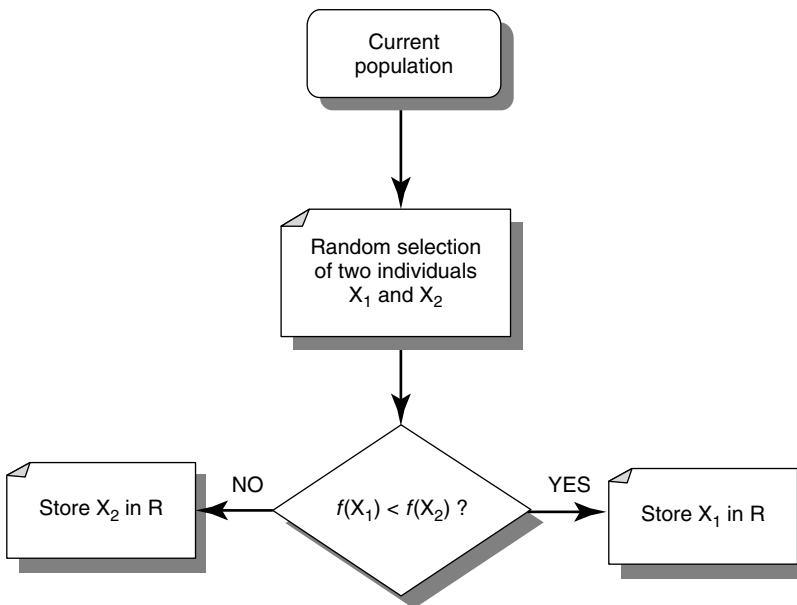 Current
population
Random selection
of two individuals
X₁ and X₂
NO
YES
Store X₂ in R
f(X₁) < f(X₂) ?
Store X₁ in R